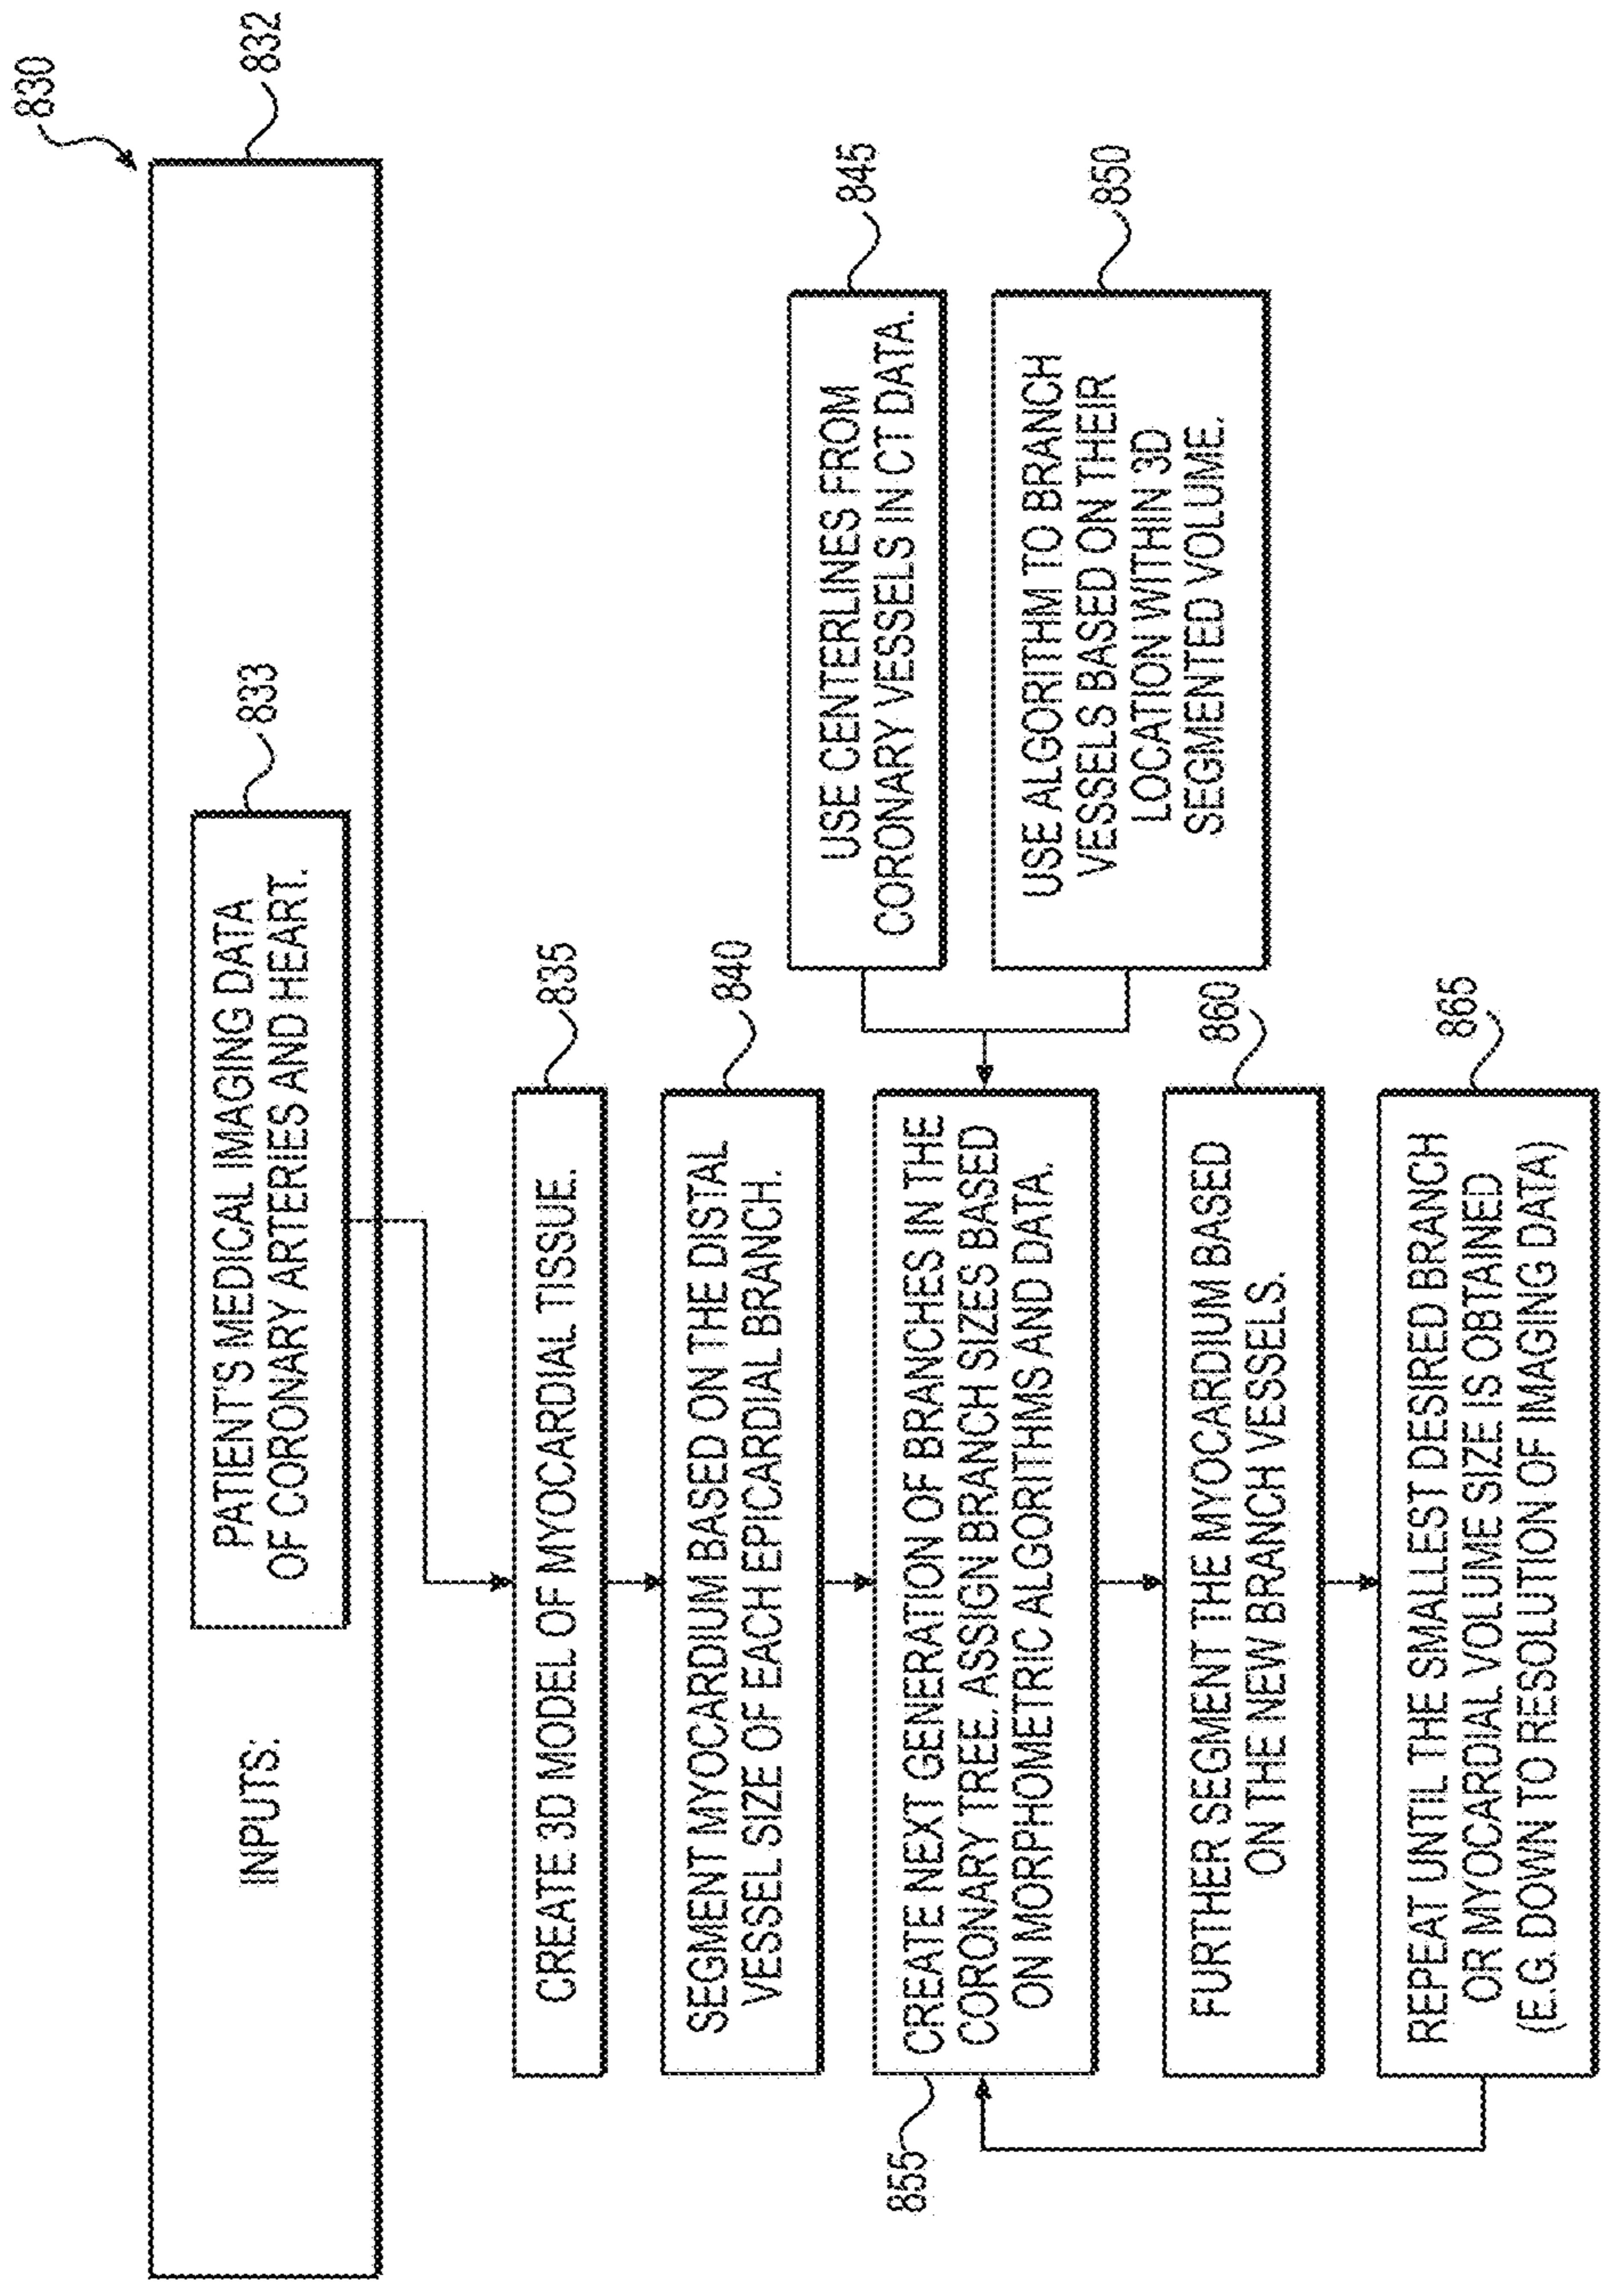 830
832
INPUTS:
PATIENT'S MEDICAL IMAGING DATA
OF CORONARY ARTERIES AND HEART.
833
CREATE 3D MODEL OF MYOCARDIAL TISSUE.
835
SEGMENT MYOCARDIUM BASED ON THE DISTAL
VESSEL SIZE OF EACH EPICARDIAL BRANCH.
840
USE CENTERLINES FROM
CORONARY VESSELS IN CT DATA.
845
USE ALGORITHM TO BRANCH
VESSELS BASED ON THEIR
LOCATION WITHIN 3D
SEGMENTED VOLUME.
850
855
CREATE NEXT GENERATION OF BRANCHES IN THE
CORONARY TREE. ASSIGN BRANCH SIZES BASED
ON MORPHOMETRIC ALGORITHMS AND DATA.
FURTHER SEGMENT THE MYOCARDIUM BASED
ON THE NEW BRANCH VESSELS.
860
REPEAT UNTIL THE SMALLEST DESIRED BRANCH
OR MYOCARDIAL VOLUME SIZE IS OBTAINED
(E.G. DOWN TO RESOLUTION OF IMAGING DATA)
865